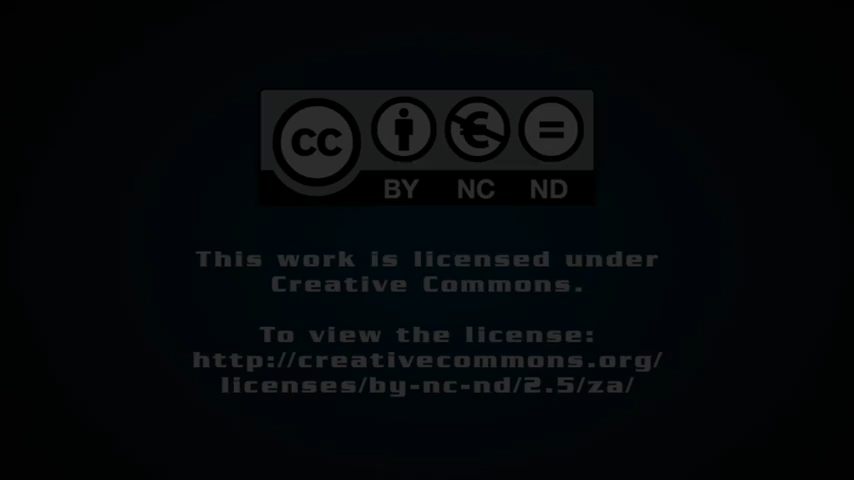 CC
BY NC ND
This work is licensed under
Creative Commons.
To view the license:
http://creativecommons.org/
licenses/by-nc-nd/2.5/za/